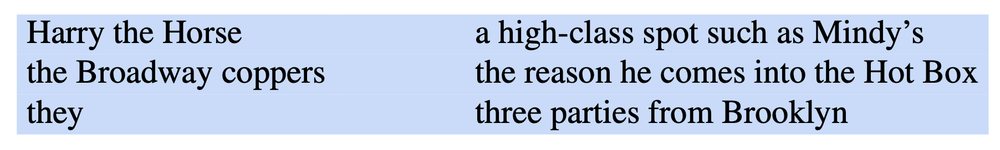 Harry the Horse a high-class spot such as Mindy’s
the Broadway coppers the reason he comes into the Hot Box
they three parties from Brooklyn